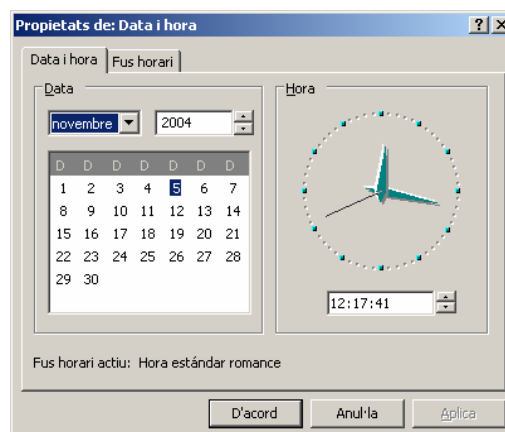 Propietats de: Data i hora
Data i hora
Fus horari
Data
Hora
novembre
2004
D D D D D D D
1 2 3 4 5 6 7
8 9 10 11 12 13 14
15 16 17 18 19 20 21
22 23 24 25 26 27 28
29 30
12:17:41
Fus horari actiu: Hora estándar romance
D'acord
Anul·la
Aplica